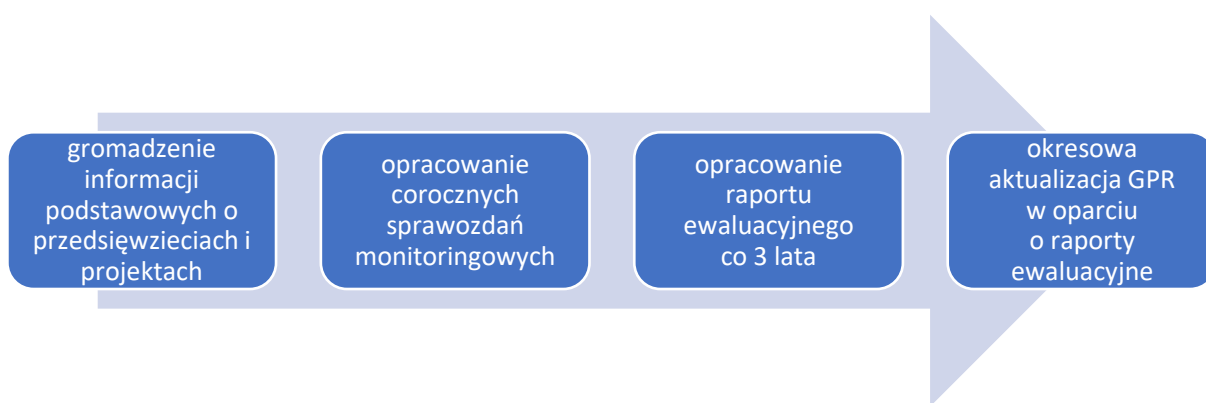 gromadzenie
informacji
podstawowych o
przedsięwzieciach i
projektach
opracowanie
corocznych
sprawozdań
monitoringowych
opracowanie
raportu
ewaluacyjnego
co 3 lata
okresowa
aktualizacja GPR
w oparciu
o raporty
ewaluacyjne